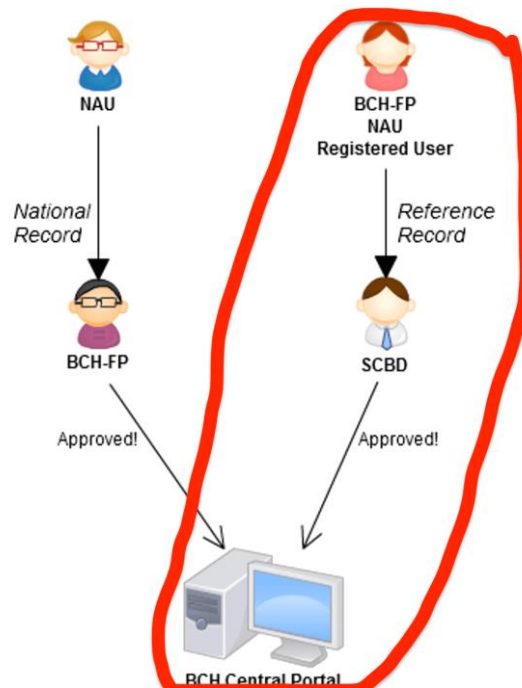 NAU
BCH-FP
NAU
Registered User
National
Record
Reference
Record
BCH-FP
SCBD
Approved!
Approved!
BCH Central Portal